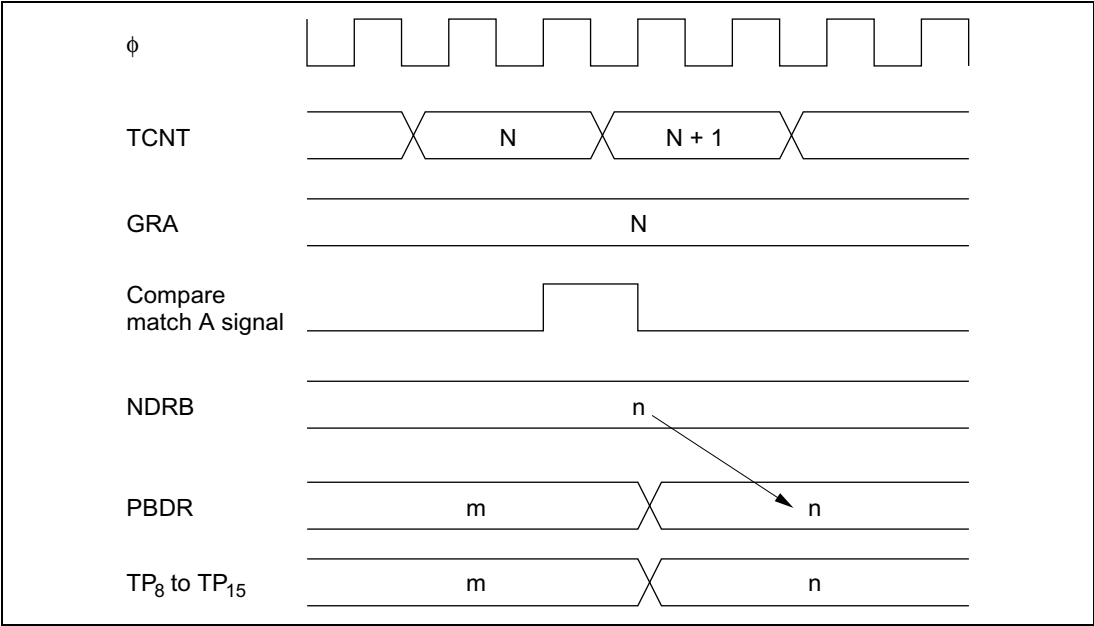 ϕ
TCNT N N + 1
GRA N
Compare
match A signal
NDRB n
PBDR m n
TP8 to TP15 m n